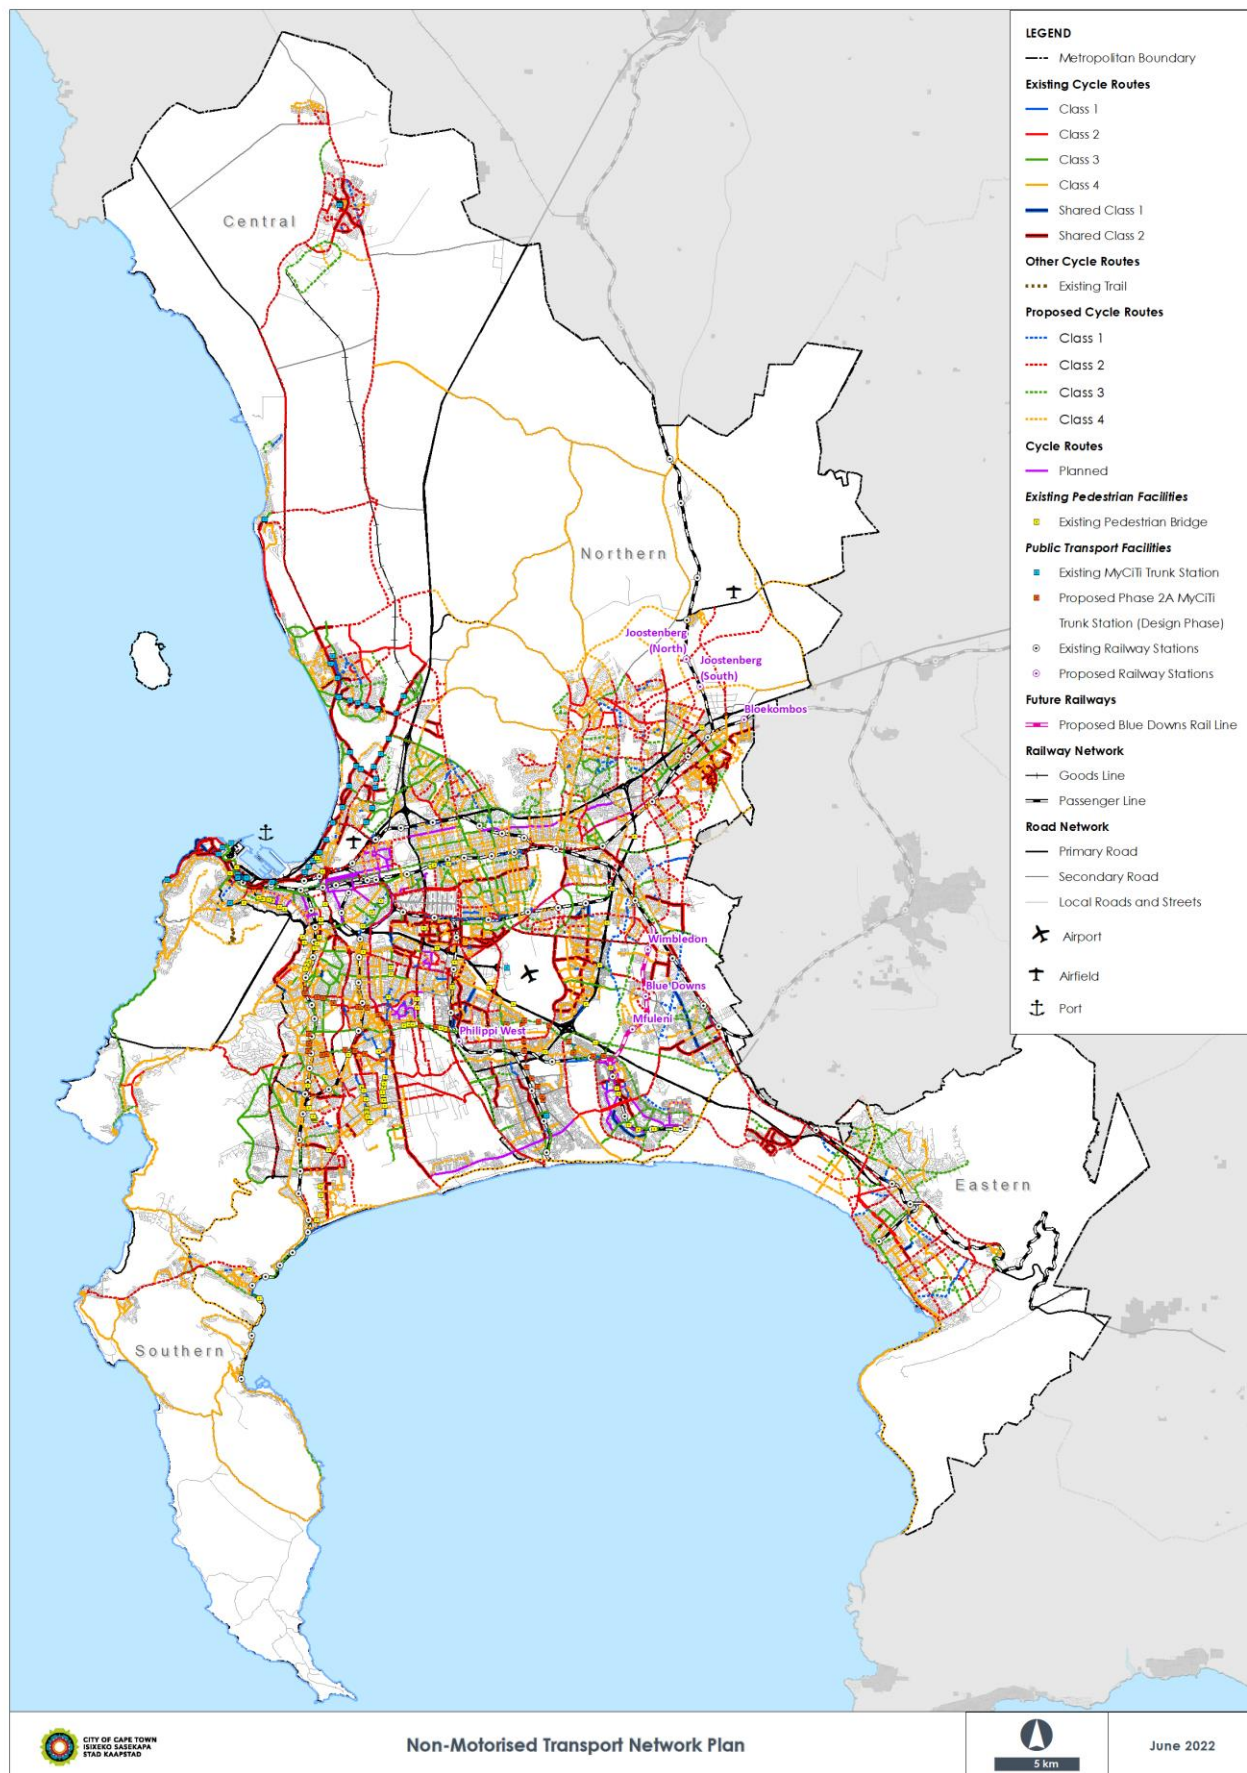 LEGEND
Metropolitan Boundary
Existing Cycle Routes
Class 1
Class 2
Class 3
Class 4
Shared Class 1
Shared Class 2
Other Cycle Routes
Existing Trail
Proposed Cycle Routes
Class 1
Class 2
Class 3
Class 4
Cycle Routes
Planned
Existing Pedestrian Facilities
Existing Pedestrian Bridge
Public Transport Facilities
Existing MyCiTi Trunk Station
Proposed Phase 2A MyCiTi
Trunk Station (Design Phase)
Existing Railway Stations
Proposed Railway Stations
Future Railways
Proposed Blue Downs Rail Line
Railway Network
Goods Line
Passenger Line
Road Network
Primary Road
Secondary Road
Local Roads and Streets
Airport
Airfield
Port
Central
Northern
Joostenberg
(North)
Joostenberg
(South)
Bloekombos
Wimbledon
Blue Downs
Mfuleni
Philippi West
Eastern
Southern
CITY OF CAPE TOWN
ISIXEKO SASEKAPA
STAD KAAPSTAD
Non-Motorised Transport Network Plan
5 km
June 2022